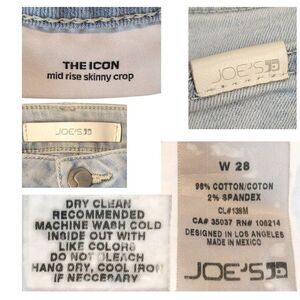 THE ICON
mid rise skinny crop
JOE'S
JOE'S
DRY CLEAN
RECOMMENDED
MACHINE WASH COLD
INSIDE OUT WITH
LIKE COLORS
DO NOT BLEACH
HANG DRY, COOL IRON
IF NECCESARY
W 28
98% COTTON/COTON
2% SPANDEX
CL#139M
CA# 35037 RN# 106214
DESIGNED IN LOS ANGELES
MADE IN MEXICO
JOE'S